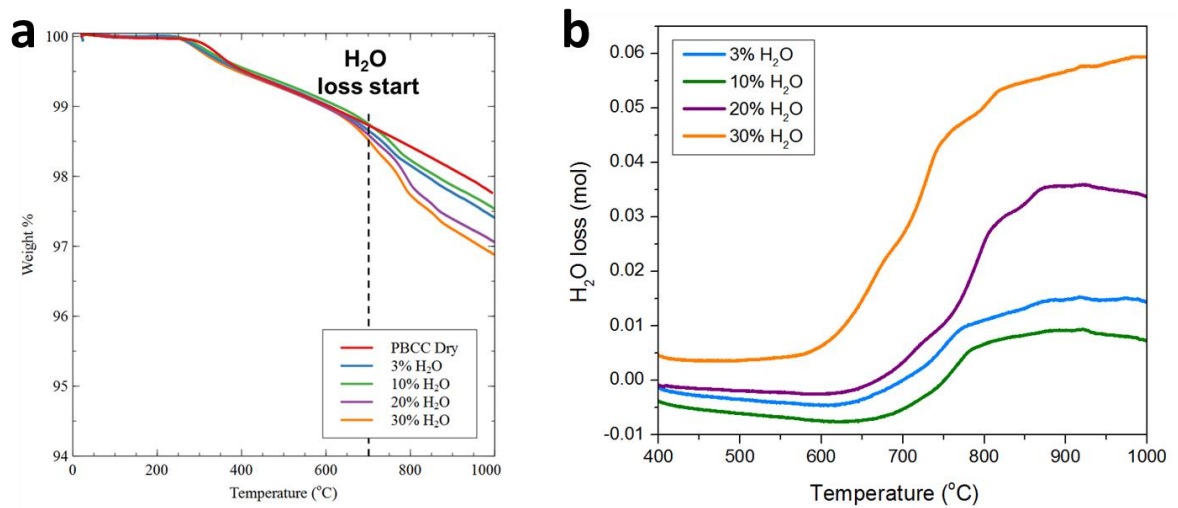 a
100
99
98
97
96
95
94
Weight %
H₂O
loss start
PBCC Dry
3% H₂O
10% H₂O
20% H₂O
30% H₂O
0
200
400
600
800
1000
Temperature (°C)
b
0.06
0.05
0.04
0.03
0.02
0.01
0.00
-0.01
H₂O loss (mol)
3% H₂O
10% H₂O
20% H₂O
30% H₂O
400
500
600
700
800
900
1000
Temperature (°C)